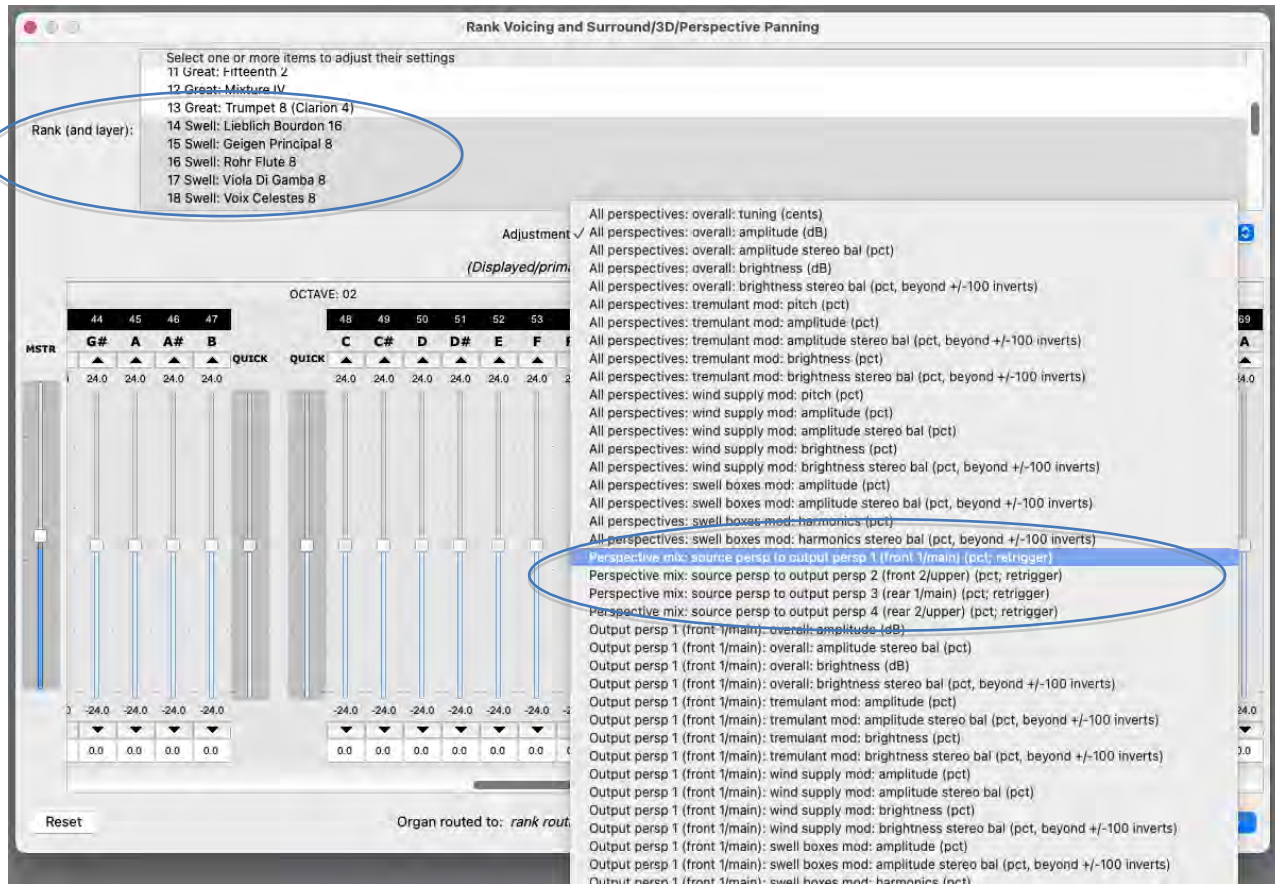 Rank Voicing and Surround/3D/Perspective Panning
Select one or more items to adjust their settings
11 Great: Fifteenth 2
12 Great: Mixture IV
13 Great: Trumpet 8 (Clarion 4)
Rank (and layer):
14 Swell: Lieblich Bourdon 16
15 Swell: Geigen Principal 8
16 Swell: Rohr Flute 8
17 Swell: Viola Di Gamba 8
18 Swell: Voix Celestes 8
Adjustment
(Displayed/prim
OCTAVE: 02
44 45 46 47 48 49 50 51 52 53 69
MSTR G# A A# B QUICK QUICK C C# D D# E F A
24.0 24.0 24.0 24.0 24.0 24.0 24.0 24.0 24.0 24.0
-24.0 -24.0 -24.0 -24.0 -24.0 -24.0 -24.0 -24.0 -24.0 -24.0
0.0 0.0 0.0 0.0 0.0 0.0 0.0 0.0 0.0 0.0
Reset
Organ routed to: rank rout
All perspectives: overall: tuning (cents)
✓ All perspectives: overall: amplitude (dB)
All perspectives: overall: amplitude stereo bal (pct)
All perspectives: overall: brightness (dB)
All perspectives: overall: brightness stereo bal (pct, beyond +/-100 inverts)
All perspectives: tremulant mod: pitch (pct)
All perspectives: tremulant mod: amplitude (pct)
All perspectives: tremulant mod: amplitude stereo bal (pct, beyond +/-100 inverts)
All perspectives: tremulant mod: brightness (pct)
All perspectives: tremulant mod: brightness stereo bal (pct, beyond +/-100 inverts)
All perspectives: wind supply mod: pitch (pct)
All perspectives: wind supply mod: amplitude (pct)
All perspectives: wind supply mod: amplitude stereo bal (pct)
All perspectives: wind supply mod: brightness (pct)
All perspectives: wind supply mod: brightness stereo bal (pct, beyond +/-100 inverts)
All perspectives: swell boxes mod: amplitude (pct)
All perspectives: swell boxes mod: amplitude stereo bal (pct, beyond +/-100 inverts)
All perspectives: swell boxes mod: harmonics (pct)
All perspectives: swell boxes mod: harmonics stereo bal (pct, beyond +/-100 inverts)
Perspective mix: source persp to output persp 1 (front 1/main) (pct; retrigger)
Perspective mix: source persp to output persp 2 (front 2/upper) (pct; retrigger)
Perspective mix: source persp to output persp 3 (rear 1/main) (pct; retrigger)
Perspective mix: source persp to output persp 4 (rear 2/upper) (pct; retrigger)
Output persp 1 (front 1/main): overall: amplitude (dB)
Output persp 1 (front 1/main): overall: amplitude stereo bal (pct)
Output persp 1 (front 1/main): overall: brightness (dB)
Output persp 1 (front 1/main): overall: brightness stereo bal (pct, beyond +/-100 inverts)
Output persp 1 (front 1/main): tremulant mod: amplitude (pct)
Output persp 1 (front 1/main): tremulant mod: amplitude stereo bal (pct, beyond +/-100 inverts)
Output persp 1 (front 1/main): tremulant mod: brightness (pct)
Output persp 1 (front 1/main): tremulant mod: brightness stereo bal (pct, beyond +/-100 inverts)
Output persp 1 (front 1/main): wind supply mod: amplitude (pct)
Output persp 1 (front 1/main): wind supply mod: amplitude stereo bal (pct)
Output persp 1 (front 1/main): wind supply mod: brightness (pct)
Output persp 1 (front 1/main): wind supply mod: brightness stereo bal (pct, beyond +/-100 inverts)
Output persp 1 (front 1/main): swell boxes mod: amplitude (pct)
Output persp 1 (front 1/main): swell boxes mod: amplitude stereo bal (pct, beyond +/-100 inverts)
Output persp 1 (front 1/main): swell boxes mod: harmonics (pct)